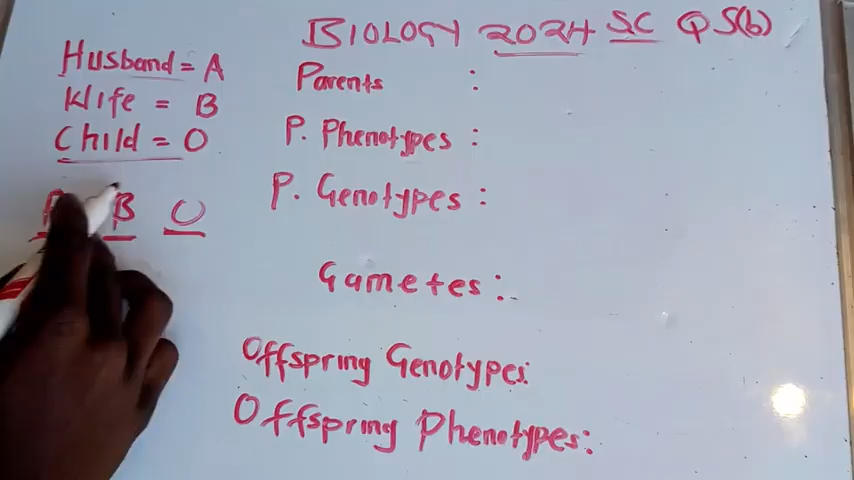 BIOLOGY 2024 SC Q5(b)
Husband = A
Wife = B
Child = O
B O
Parents :
P. Phenotypes :
P. Genotypes :
Gametes :
Offspring Genotypes:
Offspring Phenotypes: